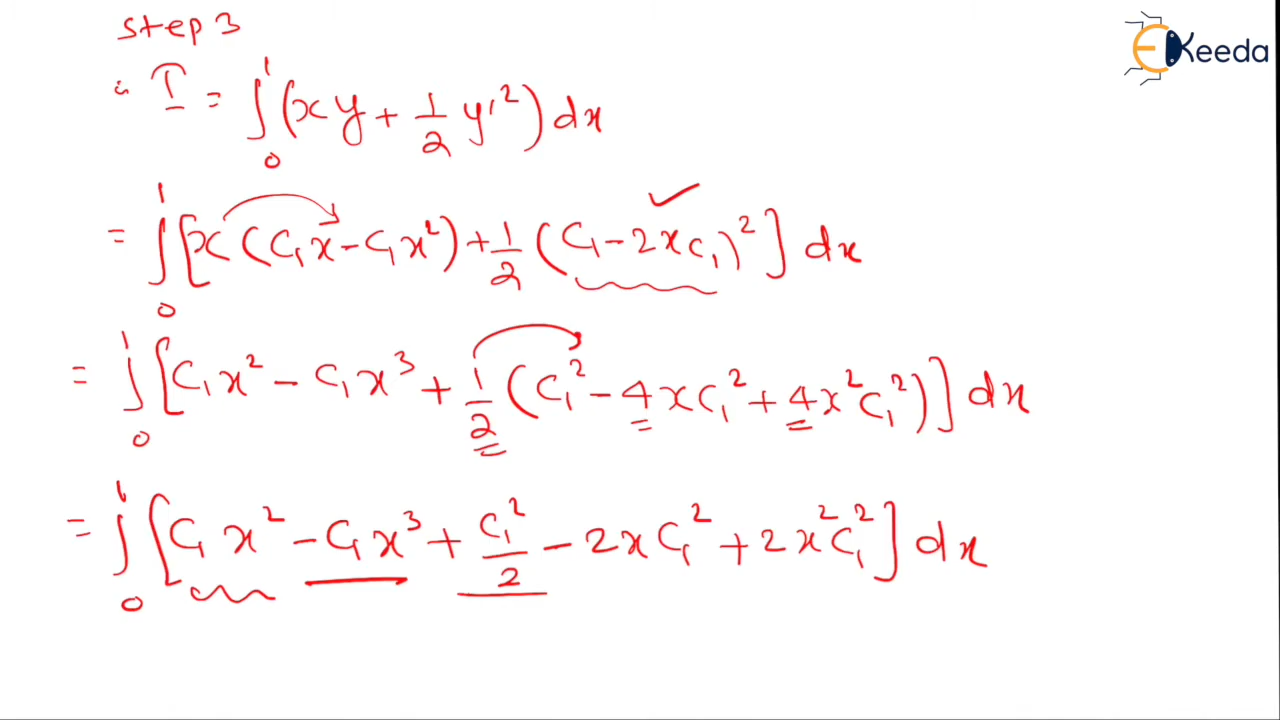 step 3
EKeeda
∴ I = ∫₀¹ (xy + 1/2 y'²) dx
= ∫₀¹ [x (C₁x - C₁x²) + 1/2 (C₁ - 2xC₁)²] dx
= ∫₀¹ [C₁x² - C₁x³ + 1/2 (C₁² - 4xC₁² + 4x²C₁²)] dx
= ∫₀¹ [C₁x² - C₁x³ + C₁²/2 - 2xC₁² + 2x²C₁²] dx